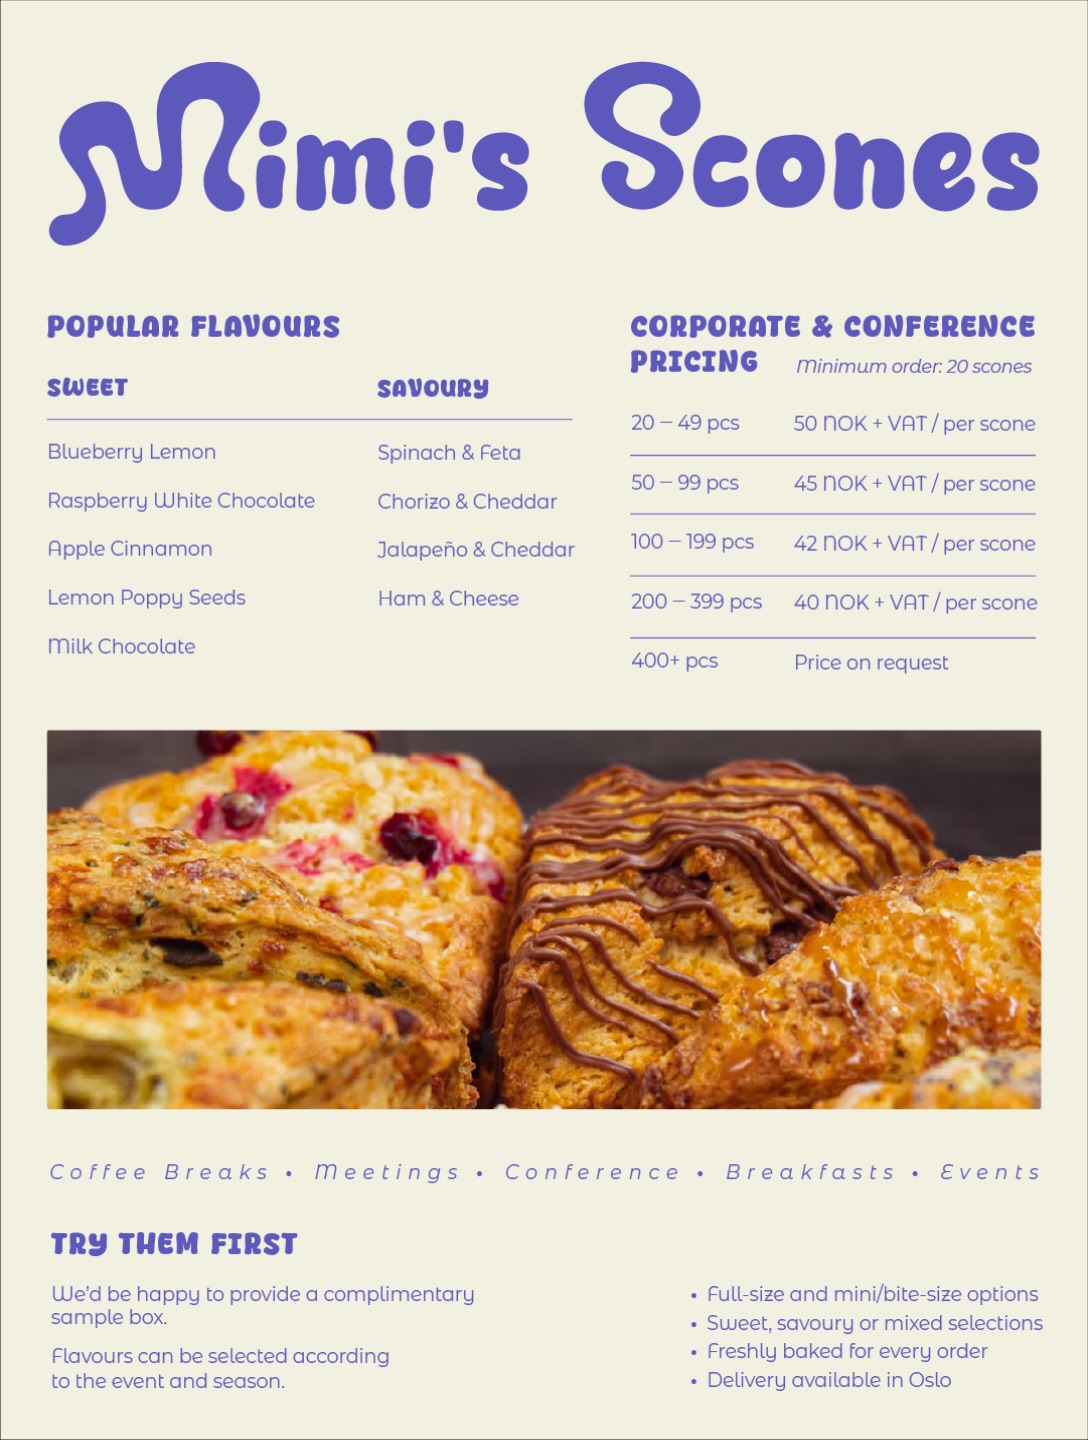 Mimi's Scones
POPULAR FLAVOURS
SWEET
Blueberry Lemon
Raspberry White Chocolate
Apple Cinnamon
Lemon Poppy Seeds
Milk Chocolate
SAVOURY
Spinach & Feta
Chorizo & Cheddar
Jalapeño & Cheddar
Ham & Cheese
CORPORATE & CONFERENCE
PRICING Minimum order: 20 scones
20 – 49 pcs 50 NOK + VAT / per scone
50 – 99 pcs 45 NOK + VAT / per scone
100 – 199 pcs 42 NOK + VAT / per scone
200 – 399 pcs 40 NOK + VAT / per scone
400+ pcs Price on request
Coffee Breaks • Meetings • Conference • Breakfasts • Events
TRY THEM FIRST
We'd be happy to provide a complimentary
sample box.
Flavours can be selected according
to the event and season.
• Full-size and mini/bite-size options
• Sweet, savoury or mixed selections
• Freshly baked for every order
• Delivery available in Oslo